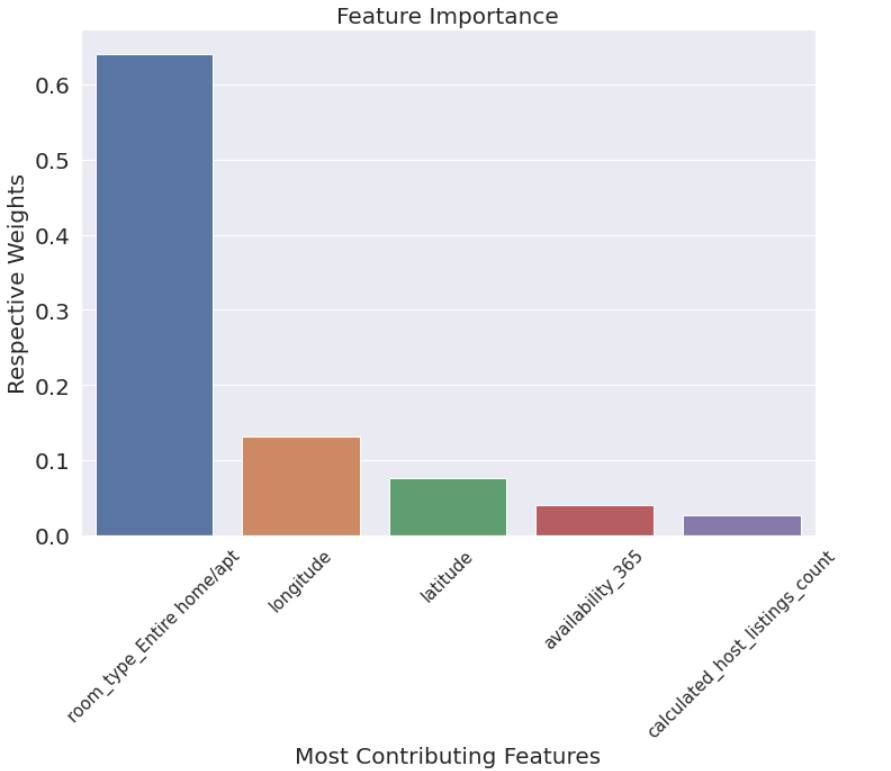 Feature Importance
Respective Weights
0.6
0.5
0.4
0.3
0.2
0.1
0.0
room_type_Entire home/apt
longitude
latitude
availability_365
calculated_host_listings_count
Most Contributing Features